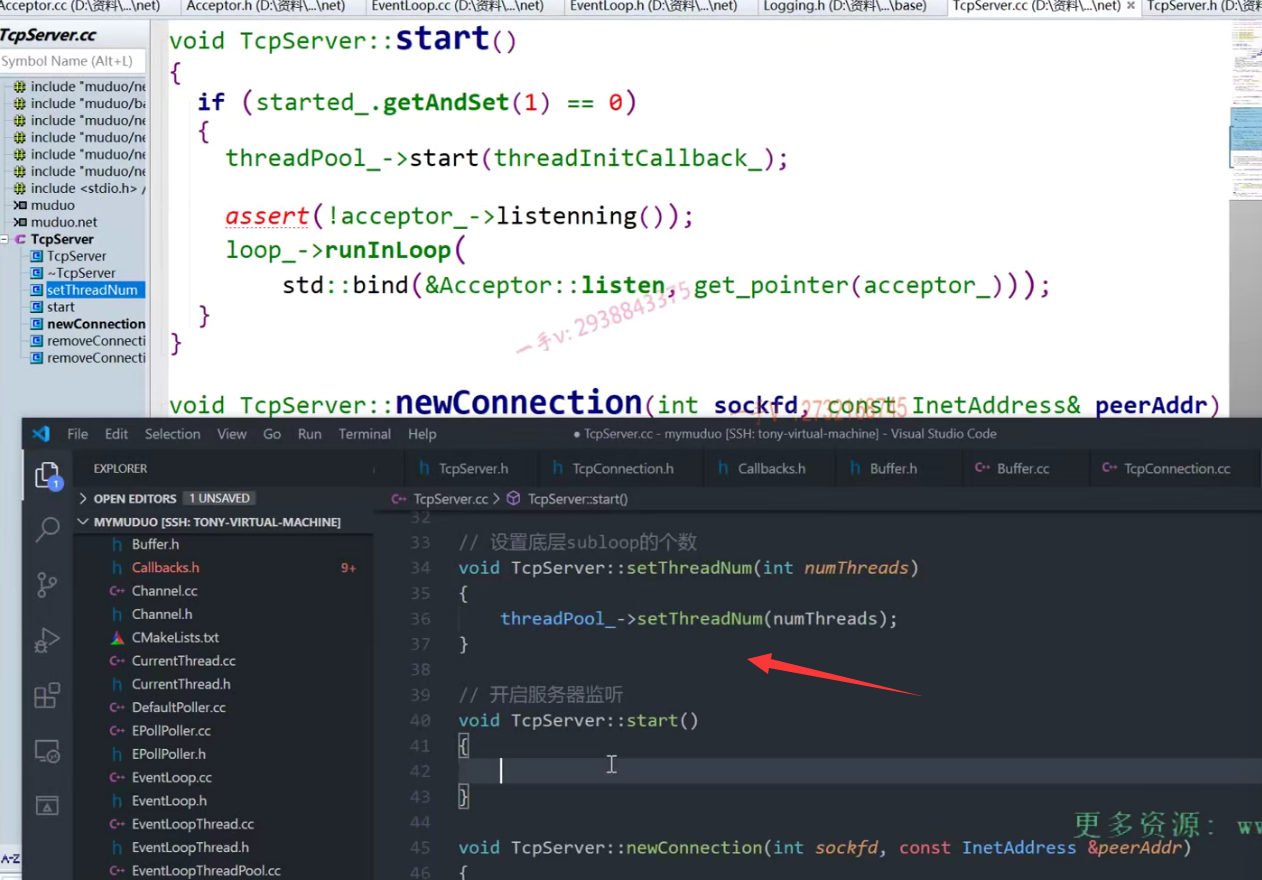 Acceptor.cc (D:\资料\...\net)
Acceptor.h (D:\资料\...\net)
EventLoop.cc (D:\资料\...\net)
EventLoop.h (D:\资料\...\net)
Logging.h (D:\资料\...\base)
TcpServer.cc (D:\资料\...\net)
TcpServer.h (D:\资料
TcpServer.cc
Symbol Name (Alt+L)
include "muduo/ne
include "muduo/ba
include "muduo/ne
include "muduo/ne
include "muduo/ne
include "muduo/ne
include <stdio.h> /
muduo
muduo.net
TcpServer
TcpServer
~TcpServer
setThreadNum
start
newConnection
removeConnecti
removeConnecti
A-Z
void TcpServer::start()
{
if (started_.getAndSet(1) == 0)
{
threadPool_->start(threadInitCallback_);
assert(!acceptor_->listenning());
loop_->runInLoop(
std::bind(&Acceptor::listen, get_pointer(acceptor_)));
}
}
一手v: 2938843375
void TcpServer::newConnection(int sockfd, const InetAddress& peerAddr)
File Edit Selection View Go Run Terminal Help
● TcpServer.cc - mymuduo [SSH: tony-virtual-machine] - Visual Studio Code
EXPLORER
OPEN EDITORS 1 UNSAVED
MYMUDUO [SSH: TONY-VIRTUAL-MACHINE]
Buffer.h
Callbacks.h 9+
Channel.cc
Channel.h
CMakeLists.txt
CurrentThread.cc
CurrentThread.h
DefaultPoller.cc
EPollPoller.cc
EPollPoller.h
EventLoop.cc
EventLoop.h
EventLoopThread.cc
EventLoopThread.h
EventLoopThreadPool.cc
1
TcpServer.h
TcpConnection.h
Callbacks.h
Buffer.h
Buffer.cc
TcpConnection.cc
TcpServer.cc > TcpServer::start()
32
33 // 设置底层subloop的个数
34 void TcpServer::setThreadNum(int numThreads)
35 {
36 threadPool_->setThreadNum(numThreads);
37 }
38
39 // 开启服务器监听
40 void TcpServer::start()
41 {
42
43 }
44
45 void TcpServer::newConnection(int sockfd, const InetAddress &peerAddr)
46 {
更多资源: ww